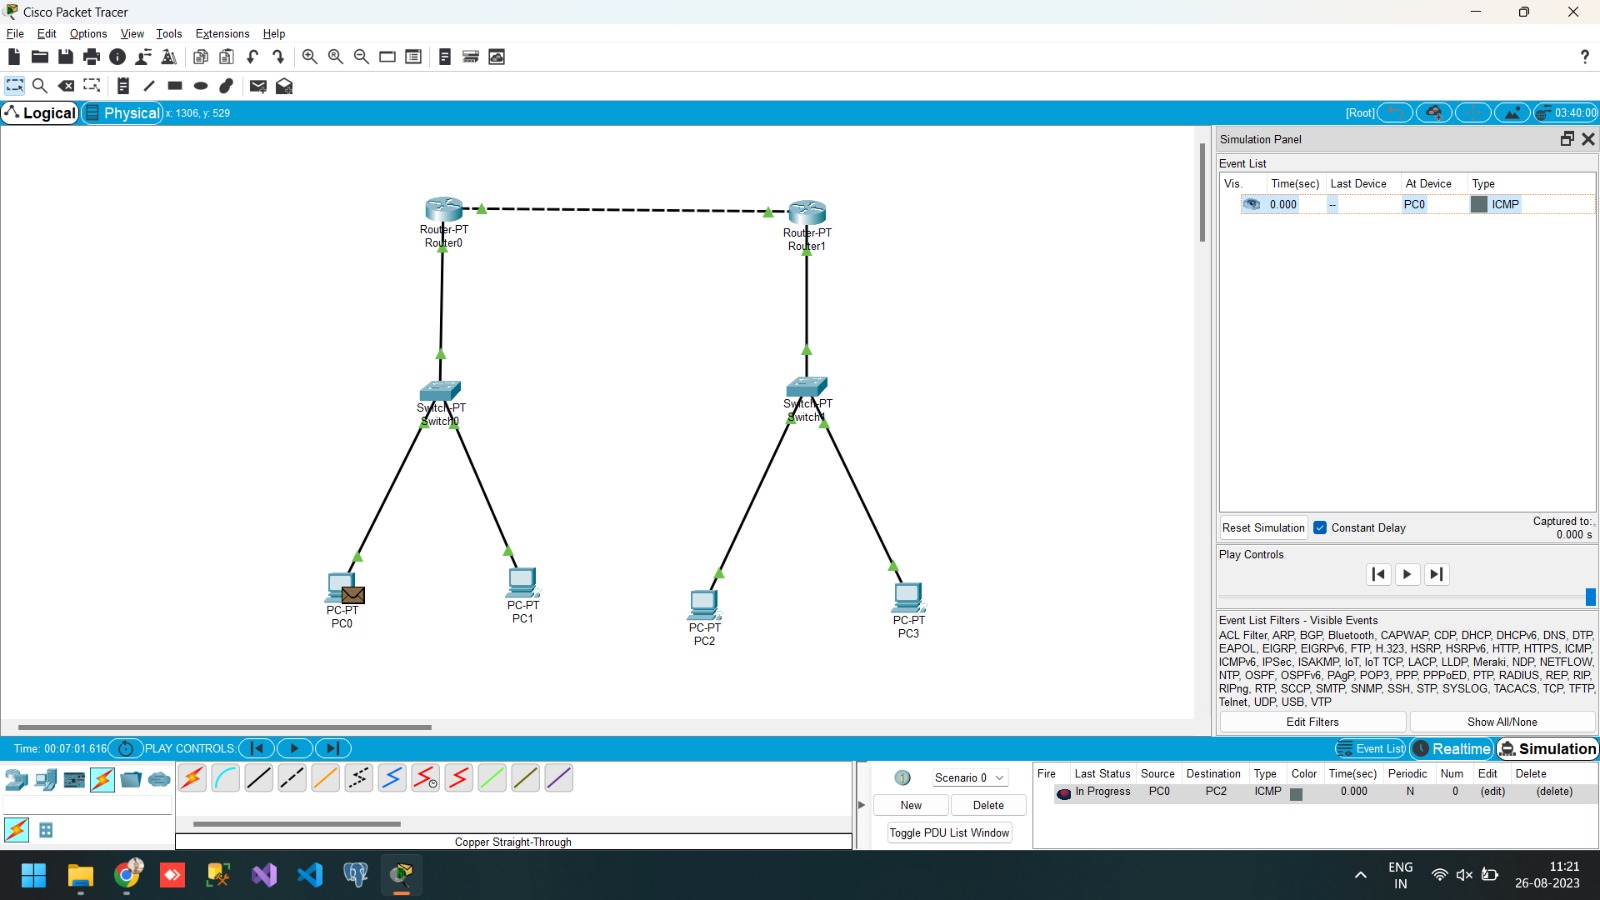 Cisco Packet Tracer
File Edit Options View Tools Extensions Help
?
Logical Physical x: 1306, y: 529 [Root] 03:40:00
Simulation Panel
Event List
Vis. Time(sec) Last Device At Device Type
0.000 -- PC0 ICMP
Router-PT
Router0
Router-PT
Router1
Switch-PT
Switch0
Switch-PT
Switch1
PC-PT
PC0
PC-PT
PC1
PC-PT
PC2
PC-PT
PC3
Reset Simulation Constant Delay Captured to:
0.000 s
Play Controls
Event List Filters - Visible Events
ACL Filter, ARP, BGP, Bluetooth, CAPWAP, CDP, DHCP, DHCPv6, DNS, DTP,
EAPOL, EIGRP, EIGRPv6, FTP, H.323, HSRP, HSRPv6, HTTP, HTTPS, ICMP,
ICMPv6, IPSec, ISAKMP, IoT, IoT TCP, LACP, LLDP, Meraki, NDP, NETFLOW,
NTP, OSPF, OSPFv6, PAgP, POP3, PPP, PPPoED, PTP, RADIUS, REP, RIP,
RIPng, RTP, SCCP, SMTP, SNMP, SSH, STP, SYSLOG, TACACS, TCP, TFTP,
Telnet, UDP, USB, VTP
Edit Filters Show All/None
Time: 00:07:01.616 PLAY CONTROLS: Event List Realtime Simulation
Scenario 0
New Delete
Toggle PDU List Window
Fire Last Status Source Destination Type Color Time(sec) Periodic Num Edit Delete
In Progress PC0 PC2 ICMP 0.000 N 0 (edit) (delete)
Copper Straight-Through
ENG
IN
11:21
26-08-2023